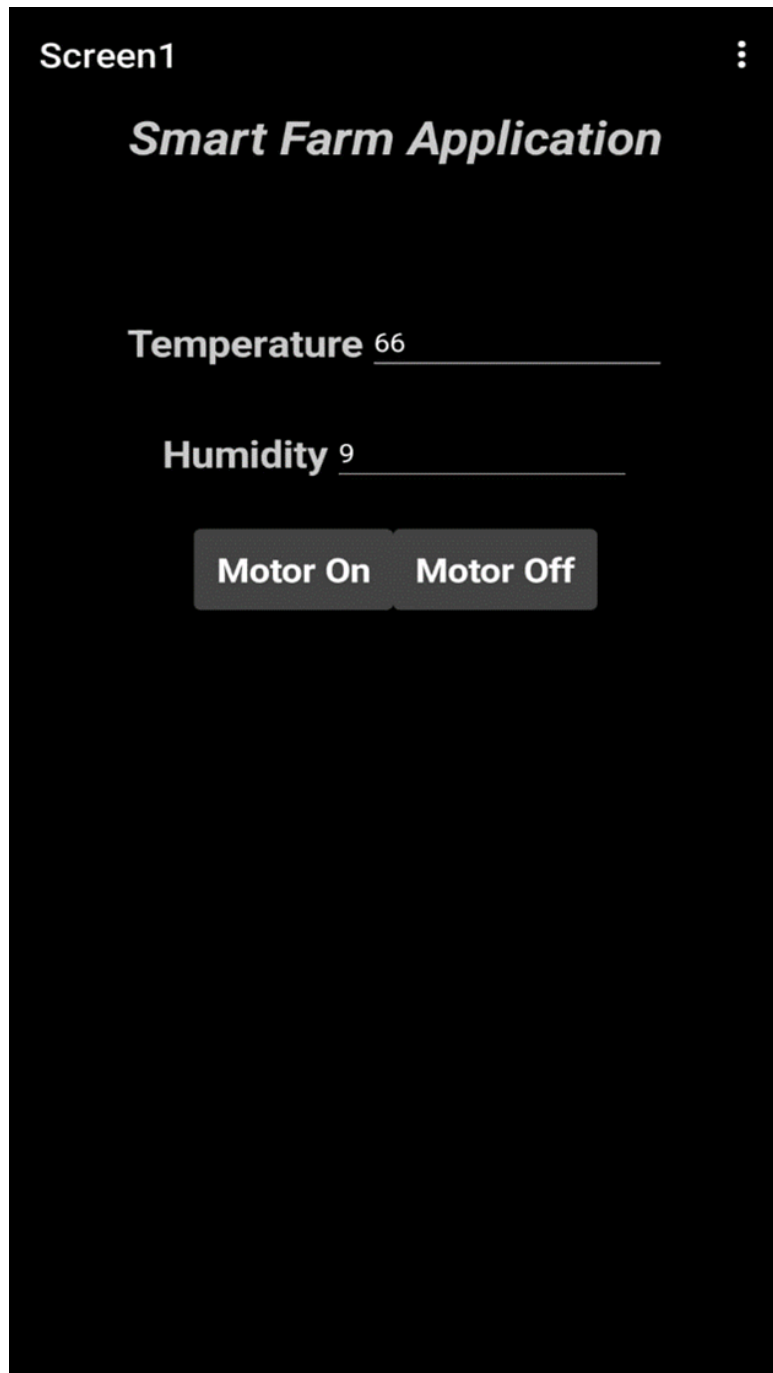 Screen1
Smart Farm Application
Temperature 66
Humidity 9
Motor On Motor Off